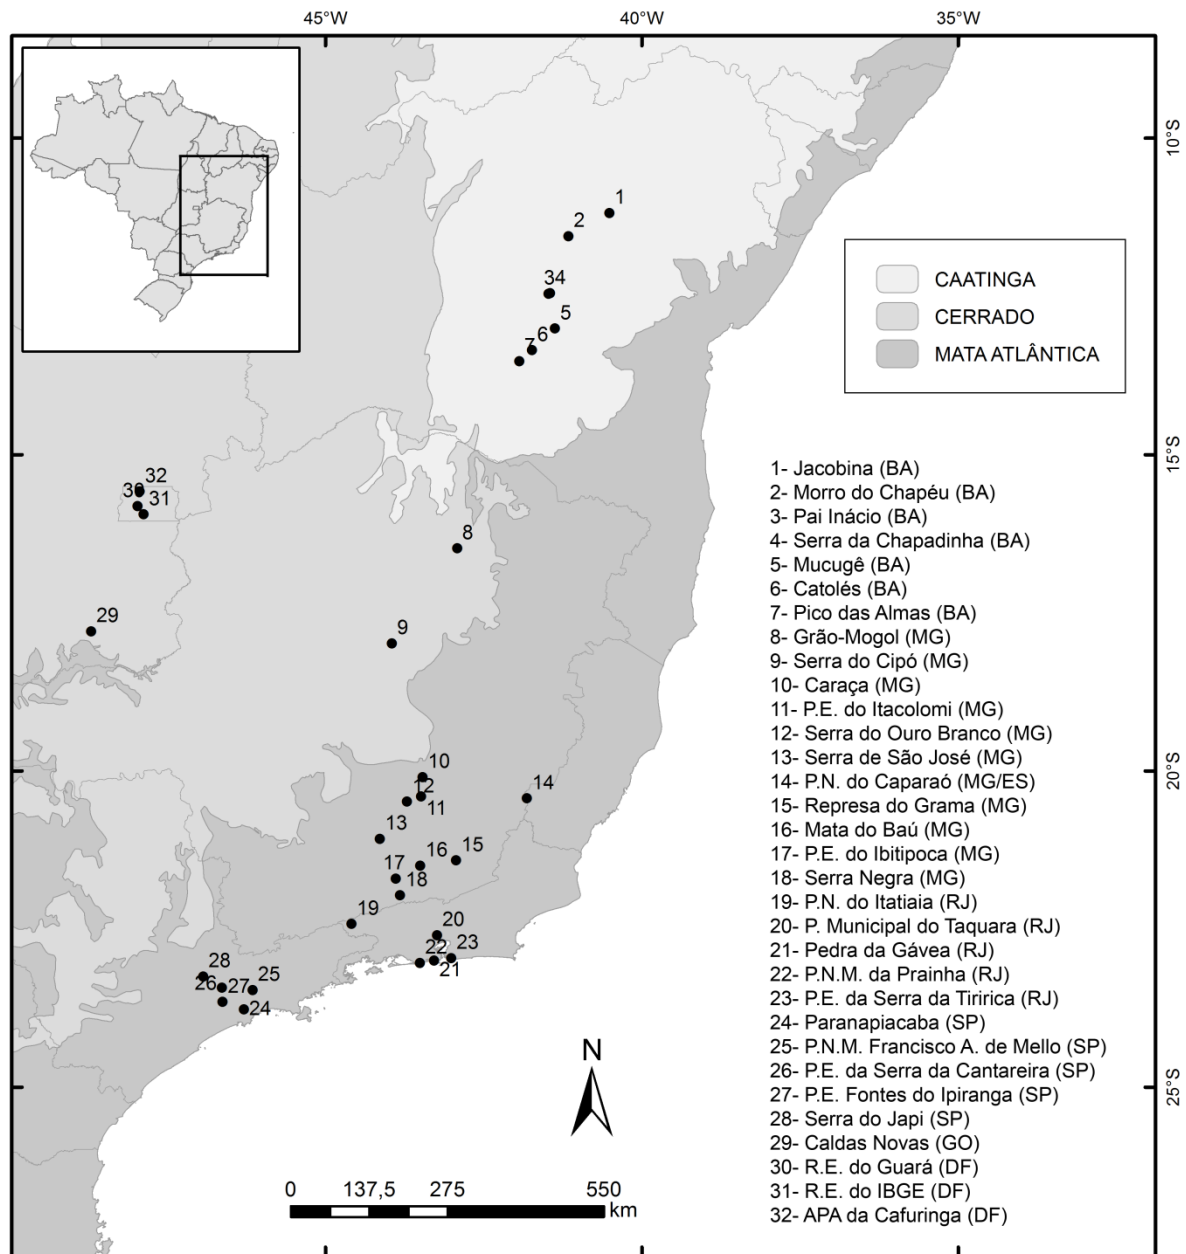 45°W
40°W
35°W
10°S
15°S
20°S
25°S
1
2
34
5
6
7
32
30
31
8
29
9
10
12
11
14
13
16
15
17
18
19
20
22
23
21
28
25
26
27
24
CAATINGA
CERRADO
MATA ATLÂNTICA
1- Jacobina (BA)
2- Morro do Chapéu (BA)
3- Pai Inácio (BA)
4- Serra da Chapadinha (BA)
5- Mucugê (BA)
6- Catolés (BA)
7- Pico das Almas (BA)
8- Grão-Mogol (MG)
9- Serra do Cipó (MG)
10- Caraça (MG)
11- P.E. do Itacolomi (MG)
12- Serra do Ouro Branco (MG)
13- Serra de São José (MG)
14- P.N. do Caparaó (MG/ES)
15- Represa do Grama (MG)
16- Mata do Baú (MG)
17- P.E. do Ibitipoca (MG)
18- Serra Negra (MG)
19- P.N. do Itatiaia (RJ)
20- P. Municipal do Taquara (RJ)
21- Pedra da Gávea (RJ)
22- P.N.M. da Prainha (RJ)
23- P.E. da Serra da Tiririca (RJ)
24- Paranapiacaba (SP)
25- P.N.M. Francisco A. de Mello (SP)
26- P.E. da Serra da Cantareira (SP)
27- P.E. Fontes do Ipiranga (SP)
28- Serra do Japi (SP)
29- Caldas Novas (GO)
30- R.E. do Guará (DF)
31- R.E. do IBGE (DF)
32- APA da Cafuringa (DF)
N
0 137,5 275 550
km